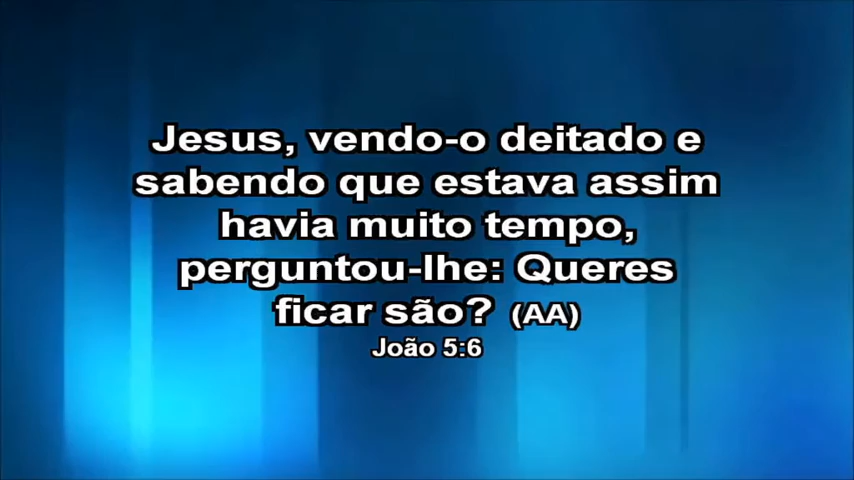 Jesus, vendo-o deitado e
sabendo que estava assim
havia muito tempo,
perguntou-lhe: Queres
ficar são? (AA)
João 5:6